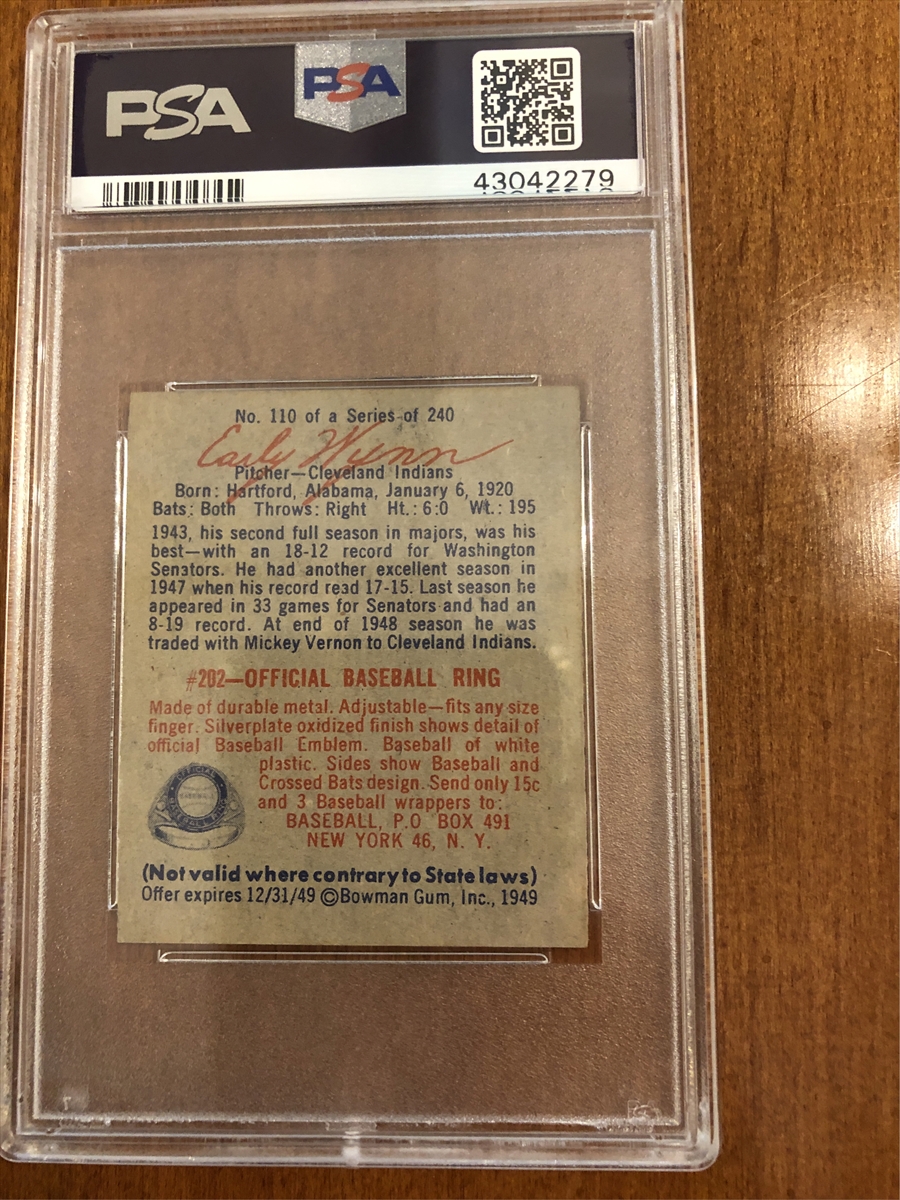 PSA
PSA
43042279
No. 110 of a Series of 240
Early Wynn
Pitcher—Cleveland Indians
Born: Hartford, Alabama, January 6, 1920
Bats: Both Throws: Right Ht.: 6:0 Wt.: 195
1943, his second full season in majors, was his
best—with an 18-12 record for Washington
Senators. He had another excellent season in
1947 when his record read 17-15. Last season he
appeared in 33 games for Senators and had an
8-19 record. At end of 1948 season he was
traded with Mickey Vernon to Cleveland Indians.
#202—OFFICIAL BASEBALL RING
Made of durable metal. Adjustable—fits any size
finger. Silverplate oxidized finish shows detail of
official Baseball Emblem. Baseball of white
plastic. Sides show Baseball and
Crossed Bats design. Send only 15c
and 3 Baseball wrappers to:
BASEBALL, P.O BOX 491
NEW YORK 46, N. Y.
OFFICIAL
BASEBALL RING
(Not valid where contrary to State laws)
Offer expires 12/31/49 ©Bowman Gum, Inc., 1949